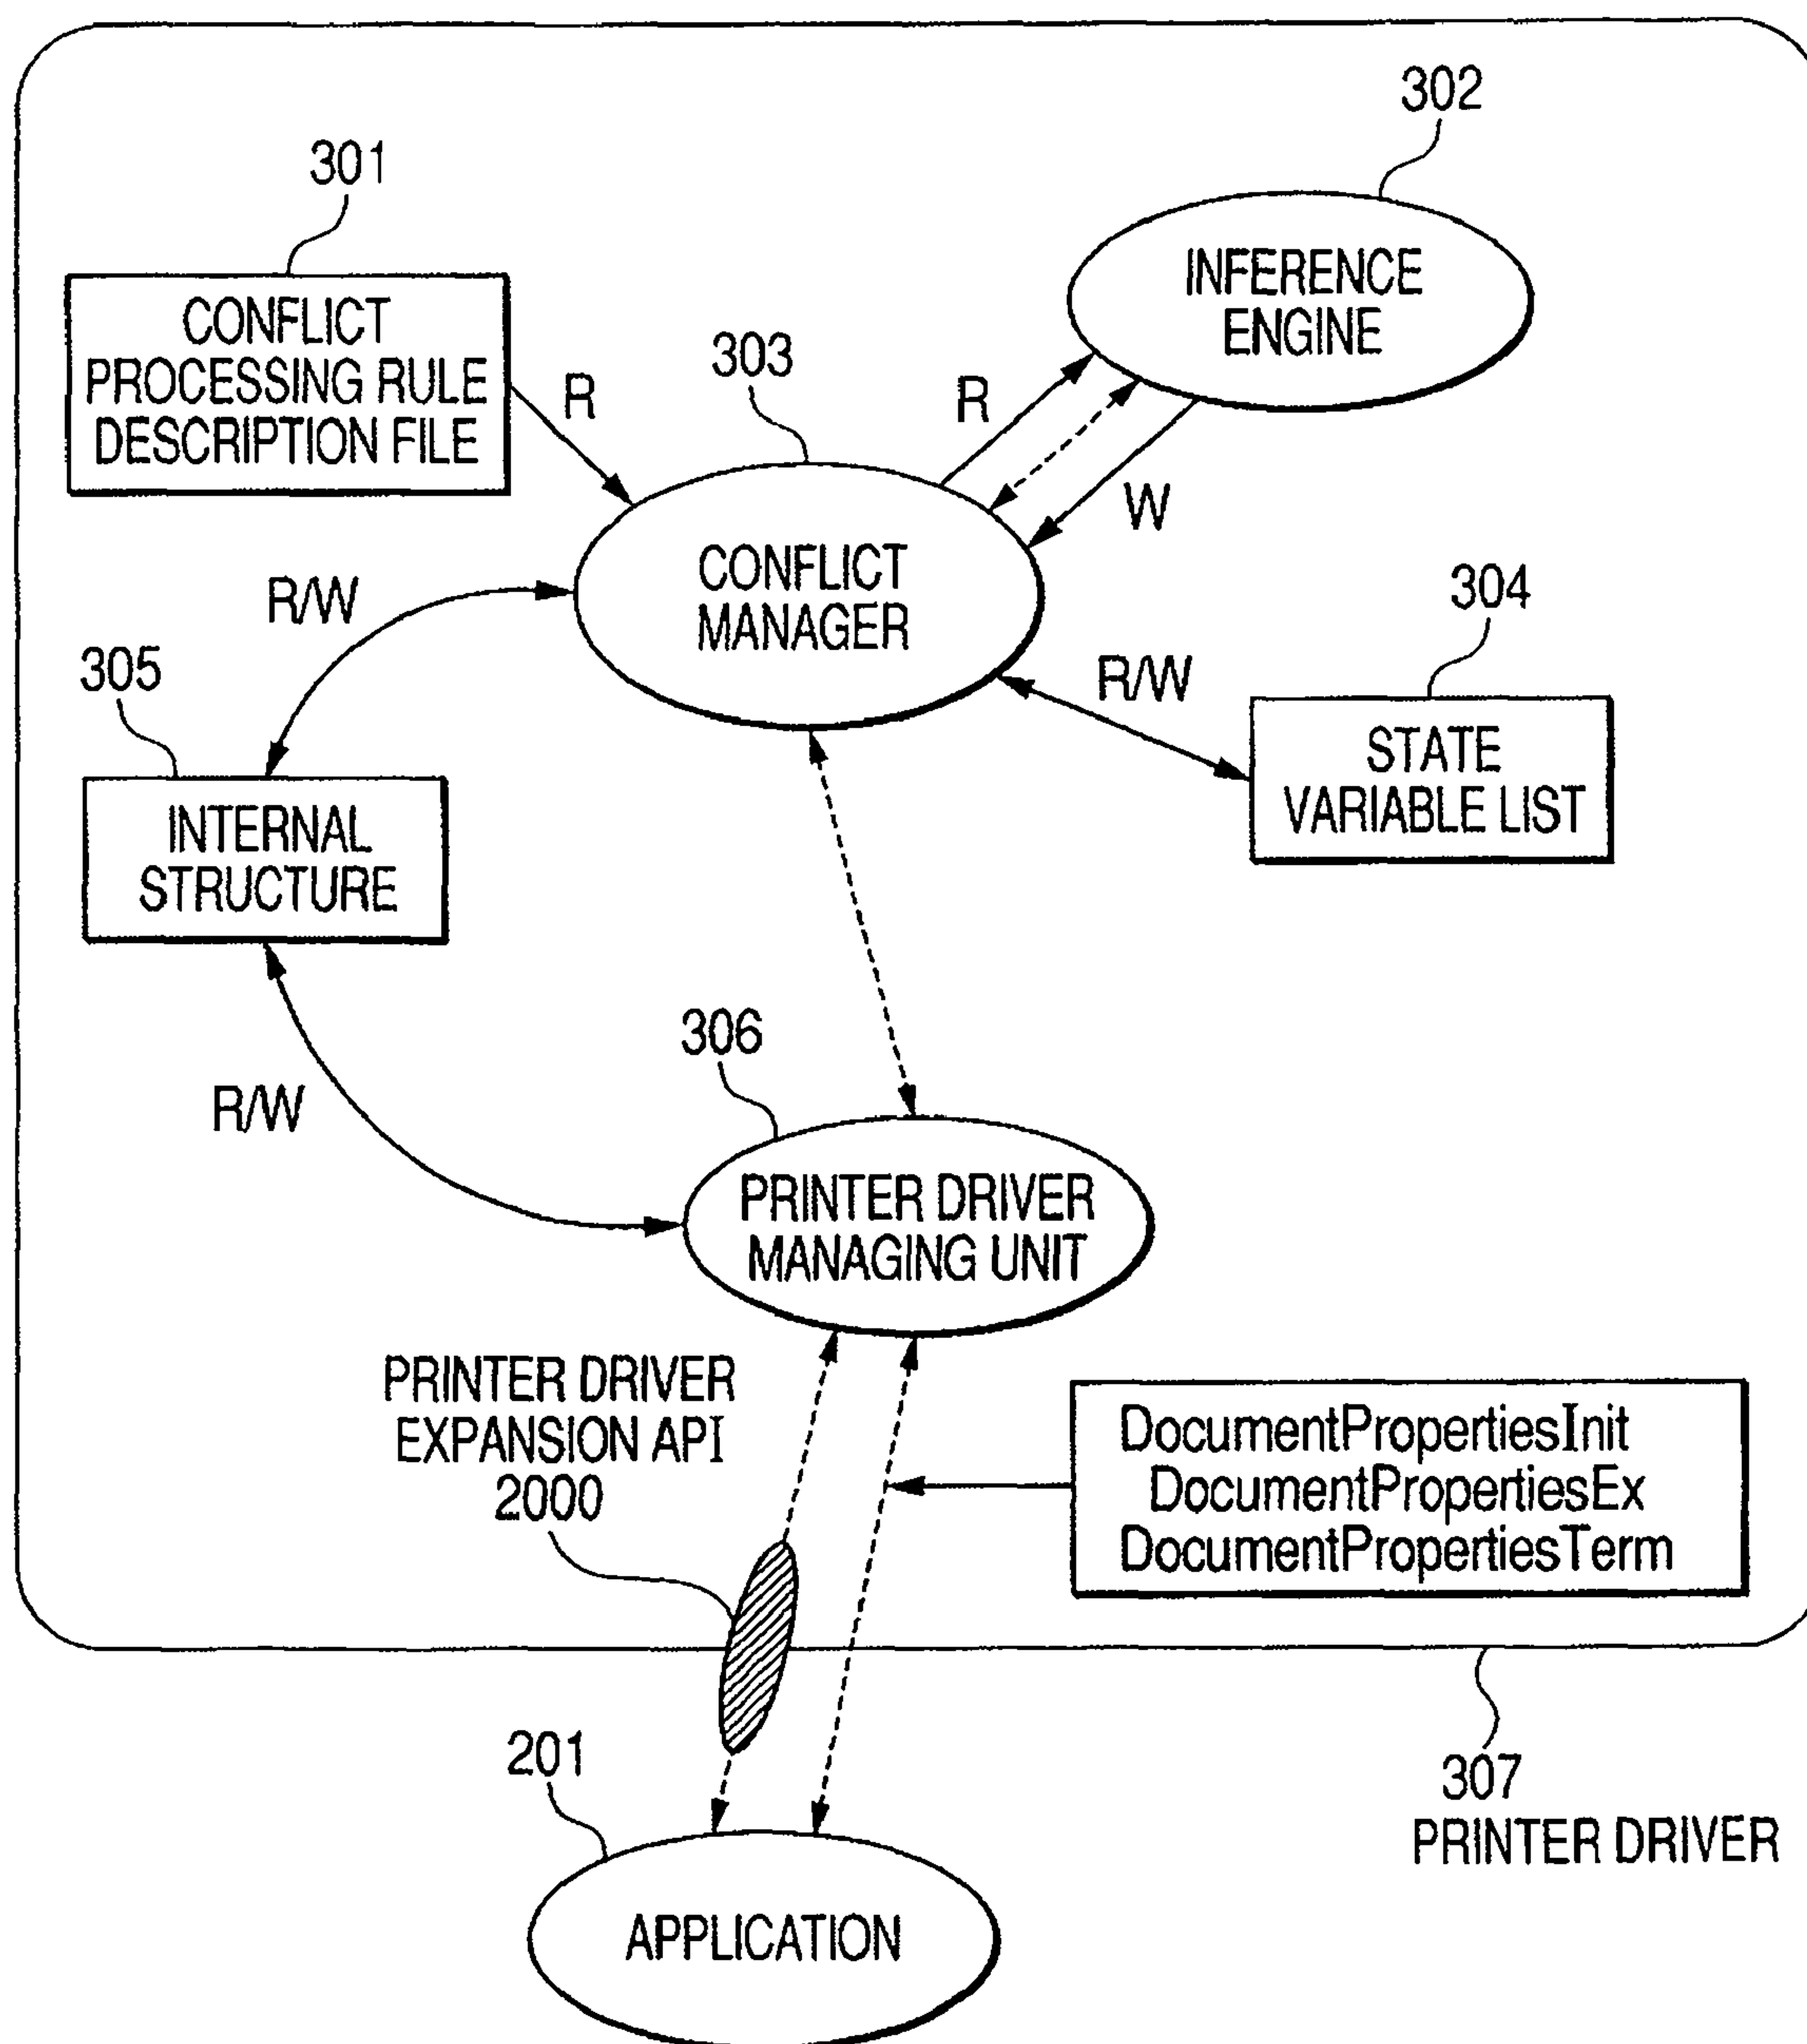 302
301
INFERENCE
ENGINE
CONFLICT
PROCESSING RULE
DESCRIPTION FILE
303
R
R
W
CONFLICT
MANAGER
304
R/W
305
R/W
STATE
VARIABLE LIST
INTERNAL
STRUCTURE
306
R/W
PRINTER DRIVER
MANAGING UNIT
PRINTER DRIVER
EXPANSION API
2000
DocumentPropertiesInit
DocumentPropertiesEx
DocumentPropertiesTerm
201
307
PRINTER DRIVER
APPLICATION